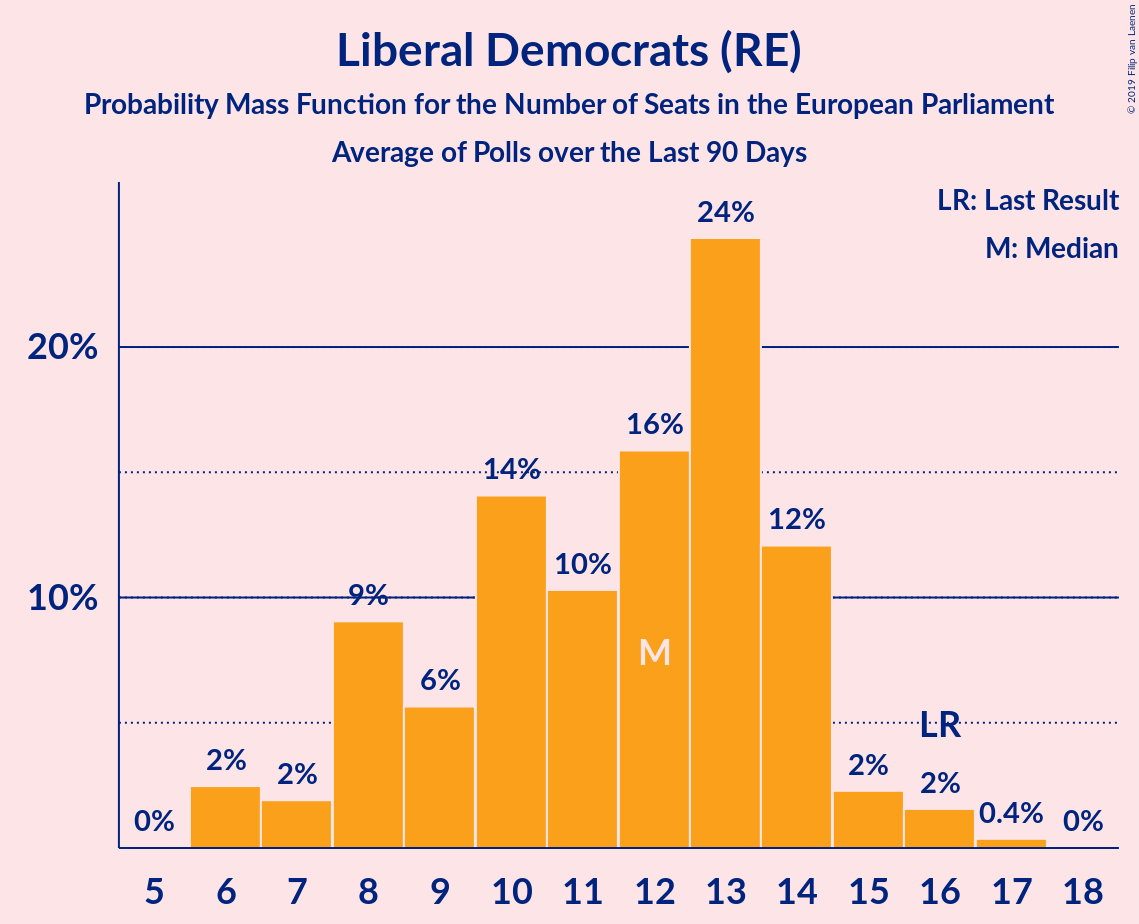 Liberal Democrats (RE)
Probability Mass Function for the Number of Seats in the European Parliament
Average of Polls over the Last 90 Days
© 2019 Filip van Laenen
LR: Last Result
M: Median
24%
20%
16%
14%
12%
10%
10%
9%
M
6%
LR
2%
2%
2%
2%
0.4%
0%
0%
5 6 7 8 9 10 11 12 13 14 15 16 17 18